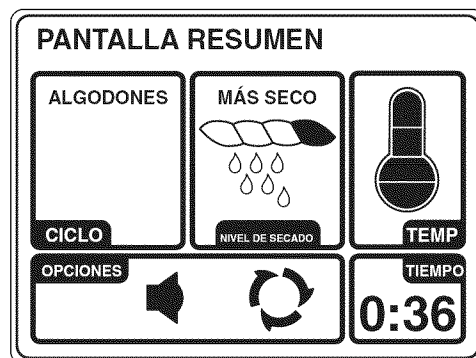 PANTALLA RESUMEN
ALGODONES
CICLO
MÁS SECO
NIVEL DE SECADO
TEMP
OPCIONES
TIEMPO
0:36